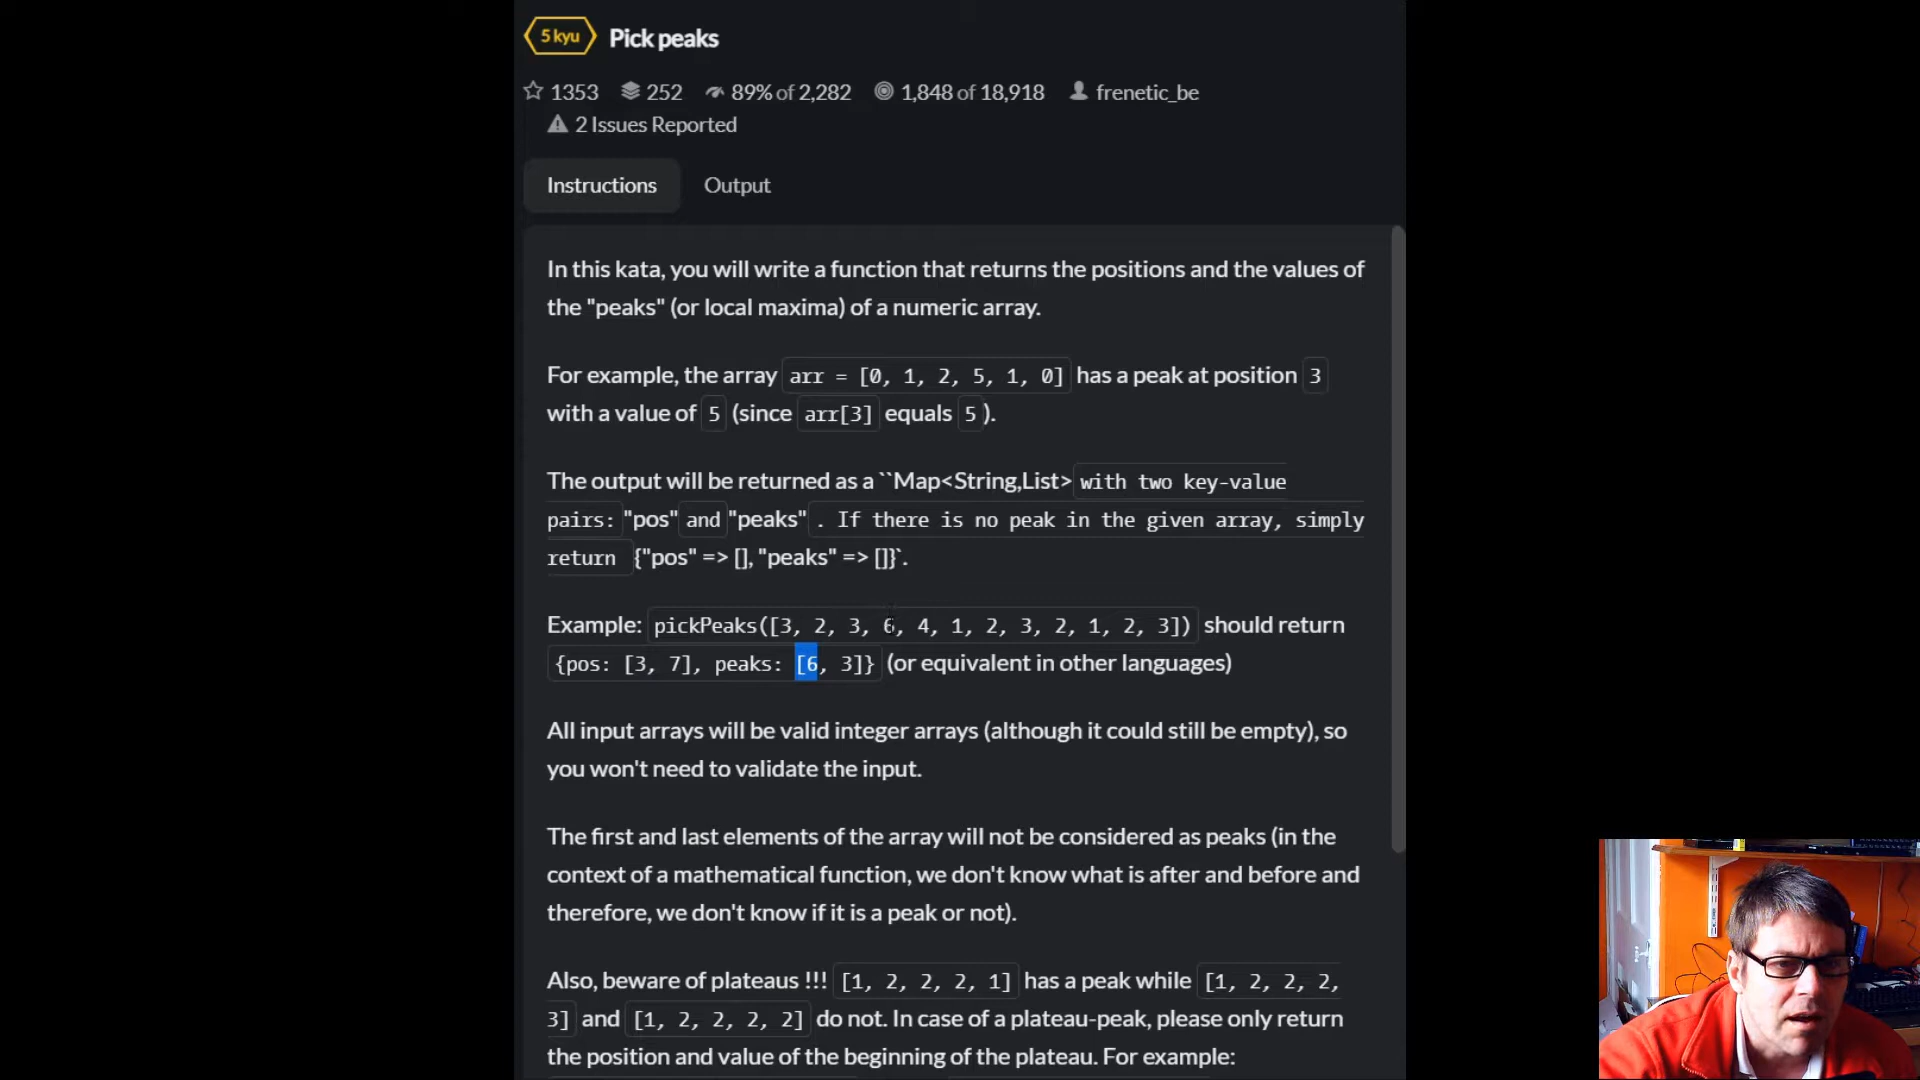 5 kyu Pick peaks
1353 252 89% of 2,282 1,848 of 18,918 frenetic_be
2 Issues Reported
Instructions Output
In this kata, you will write a function that returns the positions and the values of
the "peaks" (or local maxima) of a numeric array.
For example, the array arr = [0, 1, 2, 5, 1, 0] has a peak at position 3
with a value of 5 (since arr[3] equals 5 ).
The output will be returned as a ``Map<String,List> with two key-value
pairs: "pos" and "peaks" . If there is no peak in the given array, simply
return {"pos" => [], "peaks" => []}`.
Example: pickPeaks([3, 2, 3, 6, 4, 1, 2, 3, 2, 1, 2, 3]) should return
{pos: [3, 7], peaks: [6, 3]} (or equivalent in other languages)
All input arrays will be valid integer arrays (although it could still be empty), so
you won't need to validate the input.
The first and last elements of the array will not be considered as peaks (in the
context of a mathematical function, we don't know what is after and before and
therefore, we don't know if it is a peak or not).
Also, beware of plateaus !!! [1, 2, 2, 2, 1] has a peak while [1, 2, 2, 2,
3] and [1, 2, 2, 2, 2] do not. In case of a plateau-peak, please only return
the position and value of the beginning of the plateau. For example: